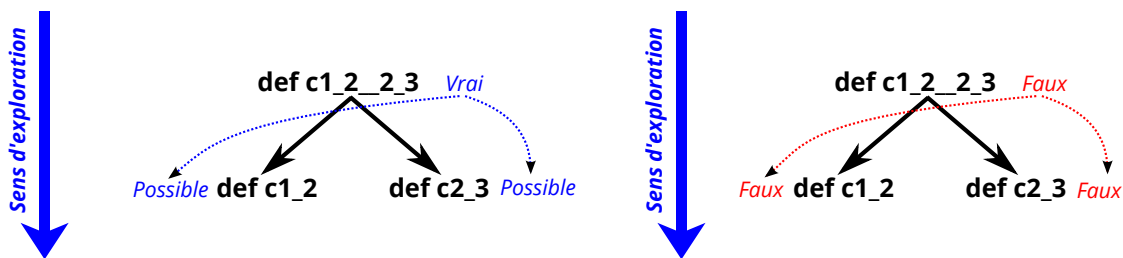 Sens d'exploration
def c1_2__2_3 Vrai
Possible def c1_2 def c2_3 Possible
Sens d'exploration
def c1_2__2_3 Faux
Faux def c1_2 def c2_3 Faux